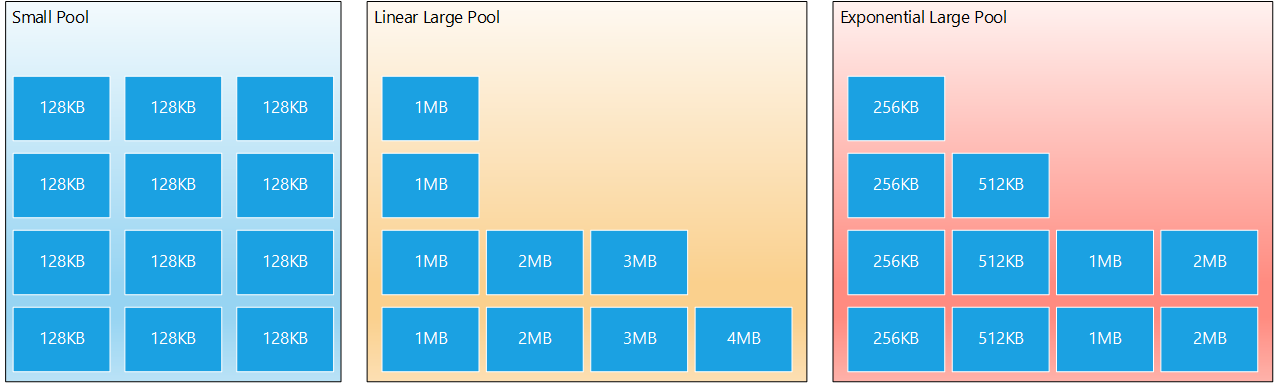 Small Pool
128KB 128KB 128KB
128KB 128KB 128KB
128KB 128KB 128KB
128KB 128KB 128KB
Linear Large Pool
1MB
1MB
1MB 2MB 3MB
1MB 2MB 3MB 4MB
Exponential Large Pool
256KB
256KB 512KB
256KB 512KB 1MB 2MB
256KB 512KB 1MB 2MB